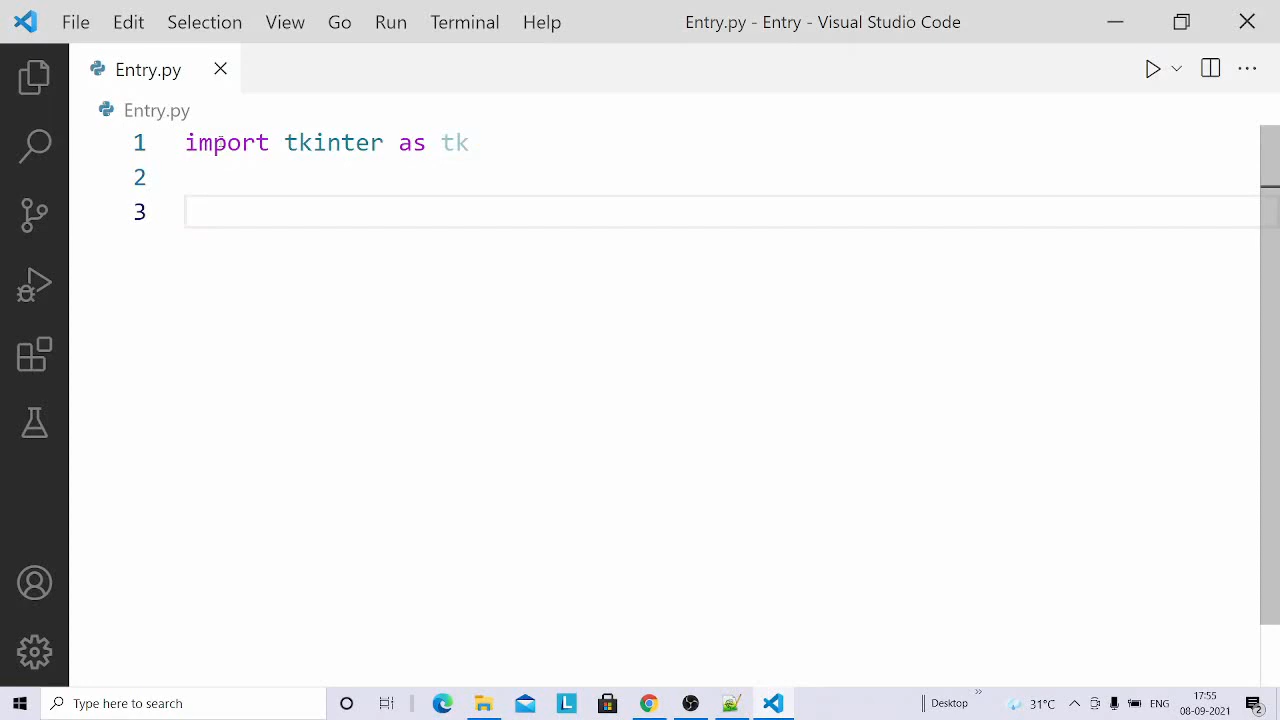 File Edit Selection View Go Run Terminal Help Entry.py - Entry - Visual Studio Code
Entry.py
Entry.py
1 import tkinter as tk
2
3
Type here to search
L
Desktop
31°C
ENG
17:55
08-09-2021
2